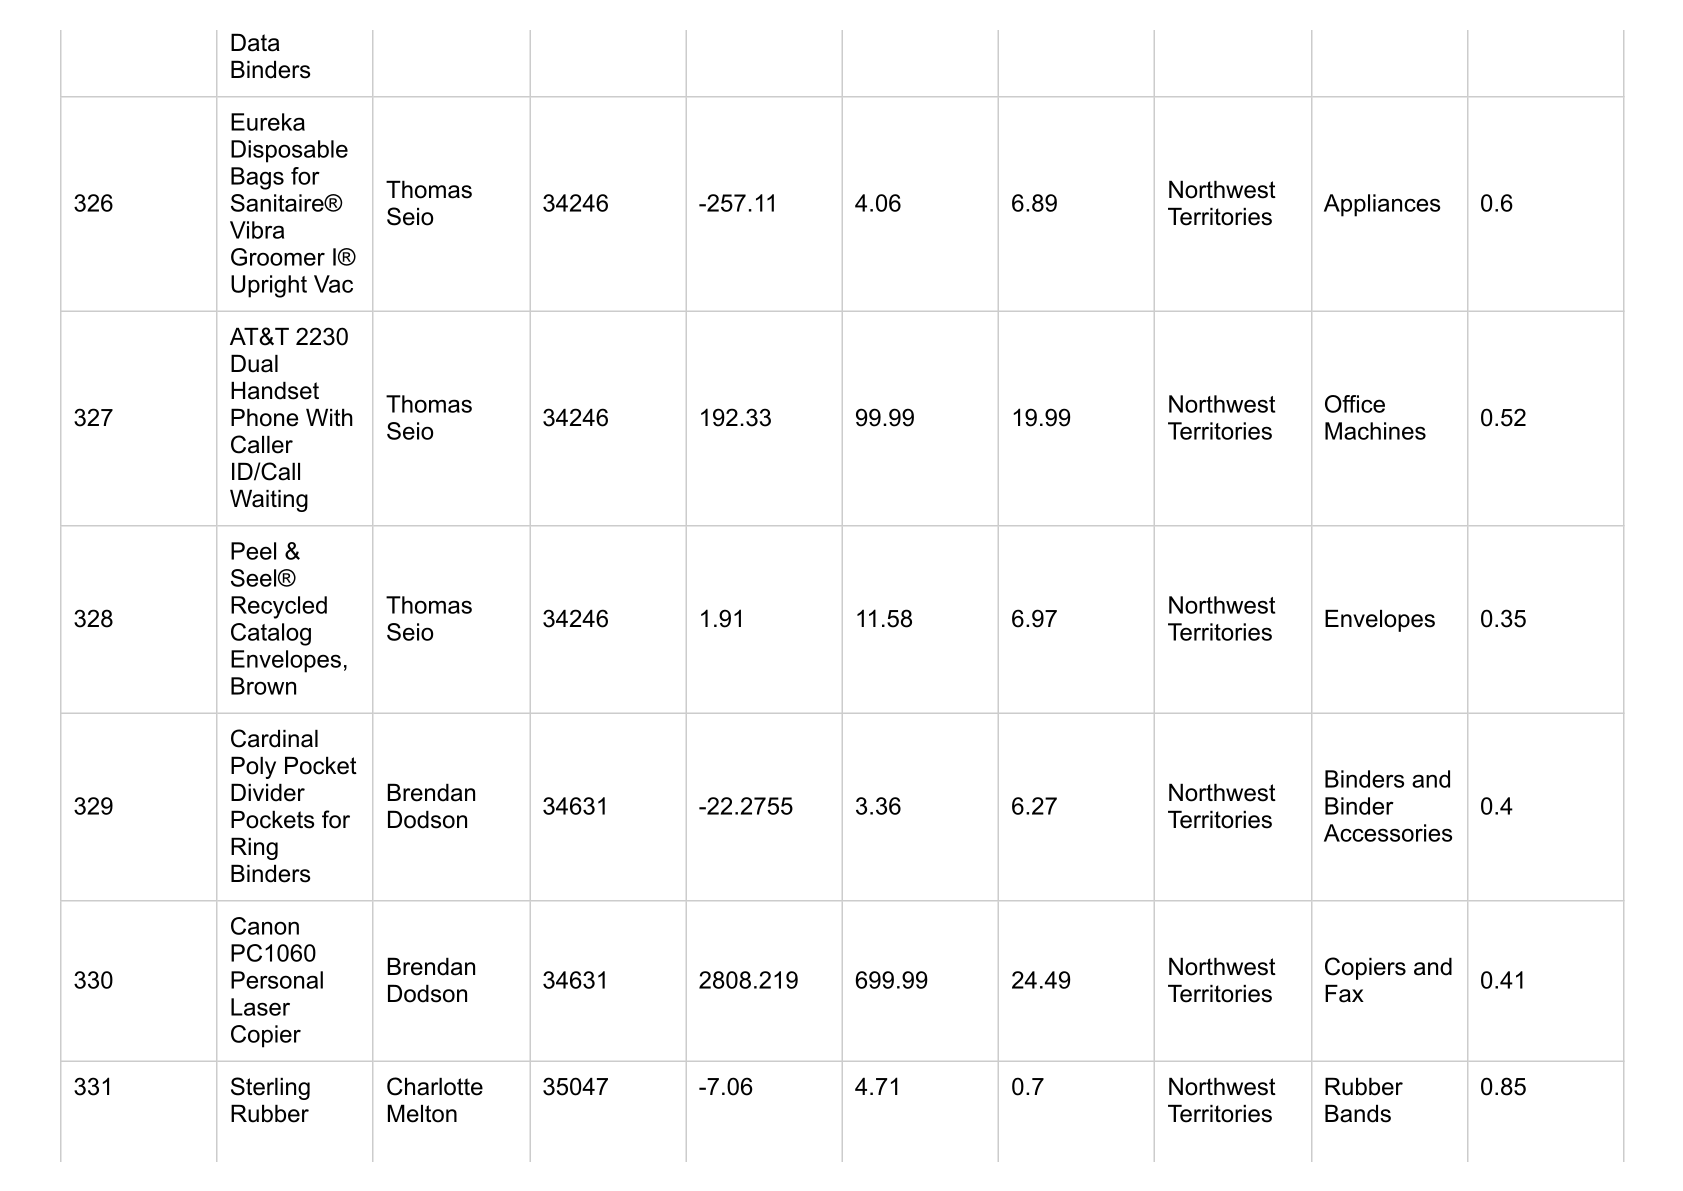 Data
Binders
326
Eureka
Disposable
Bags for
Sanitaire®
Vibra
Groomer I®
Upright Vac
Thomas
Seio
34246
-257.11
4.06
6.89
Northwest
Territories
Appliances
0.6
327
AT&T 2230
Dual
Handset
Phone With
Caller
ID/Call
Waiting
Thomas
Seio
34246
192.33
99.99
19.99
Northwest
Territories
Office
Machines
0.52
328
Peel &
Seel®
Recycled
Catalog
Envelopes,
Brown
Thomas
Seio
34246
1.91
11.58
6.97
Northwest
Territories
Envelopes
0.35
329
Cardinal
Poly Pocket
Divider
Pockets for
Ring
Binders
Brendan
Dodson
34631
-22.2755
3.36
6.27
Northwest
Territories
Binders and
Binder
Accessories
0.4
330
Canon
PC1060
Personal
Laser
Copier
Brendan
Dodson
34631
2808.219
699.99
24.49
Northwest
Territories
Copiers and
Fax
0.41
331
Sterling
Rubber
Charlotte
Melton
35047
-7.06
4.71
0.7
Northwest
Territories
Rubber
Bands
0.85